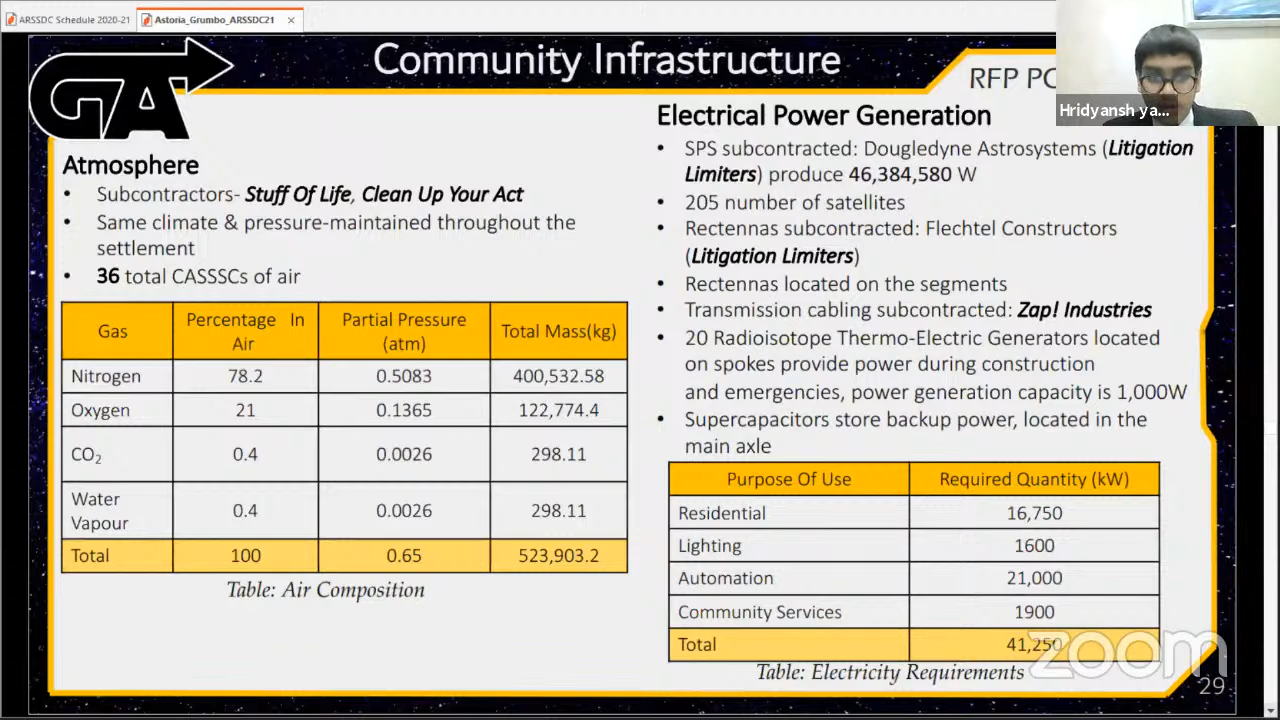 ARSSDC Schedule 2020-21
Astoria_Grumbo_ARSSDC21
GA
Community Infrastructure
RFP
Hridyansh ya...
Atmosphere
• Subcontractors- Stuff Of Life, Clean Up Your Act
• Same climate & pressure-maintained throughout the
settlement
• 36 total CASSSCs of air
Gas
Percentage In
Air
Partial Pressure
(atm)
Total Mass(kg)
Nitrogen 78.2 0.5083 400,532.58
Oxygen 21 0.1365 122,774.4
CO₂ 0.4 0.0026 298.11
Water
Vapour 0.4 0.0026 298.11
Total 100 0.65 523,903.2
Table: Air Composition
Electrical Power Generation
• SPS subcontracted: Dougledyne Astrosystems (Litigation
Limiters) produce 46,384,580 W
• 205 number of satellites
• Rectennas subcontracted: Flechtel Constructors
(Litigation Limiters)
• Rectennas located on the segments
• Transmission cabling subcontracted: Zap! Industries
• 20 Radioisotope Thermo-Electric Generators located
on spokes provide power during construction
and emergencies, power generation capacity is 1,000W
• Supercapacitors store backup power, located in the
main axle
Purpose Of Use Required Quantity (kW)
Residential 16,750
Lighting 1600
Automation 21,000
Community Services 1900
Total 41,250
Table: Electricity Requirements
zoom
29